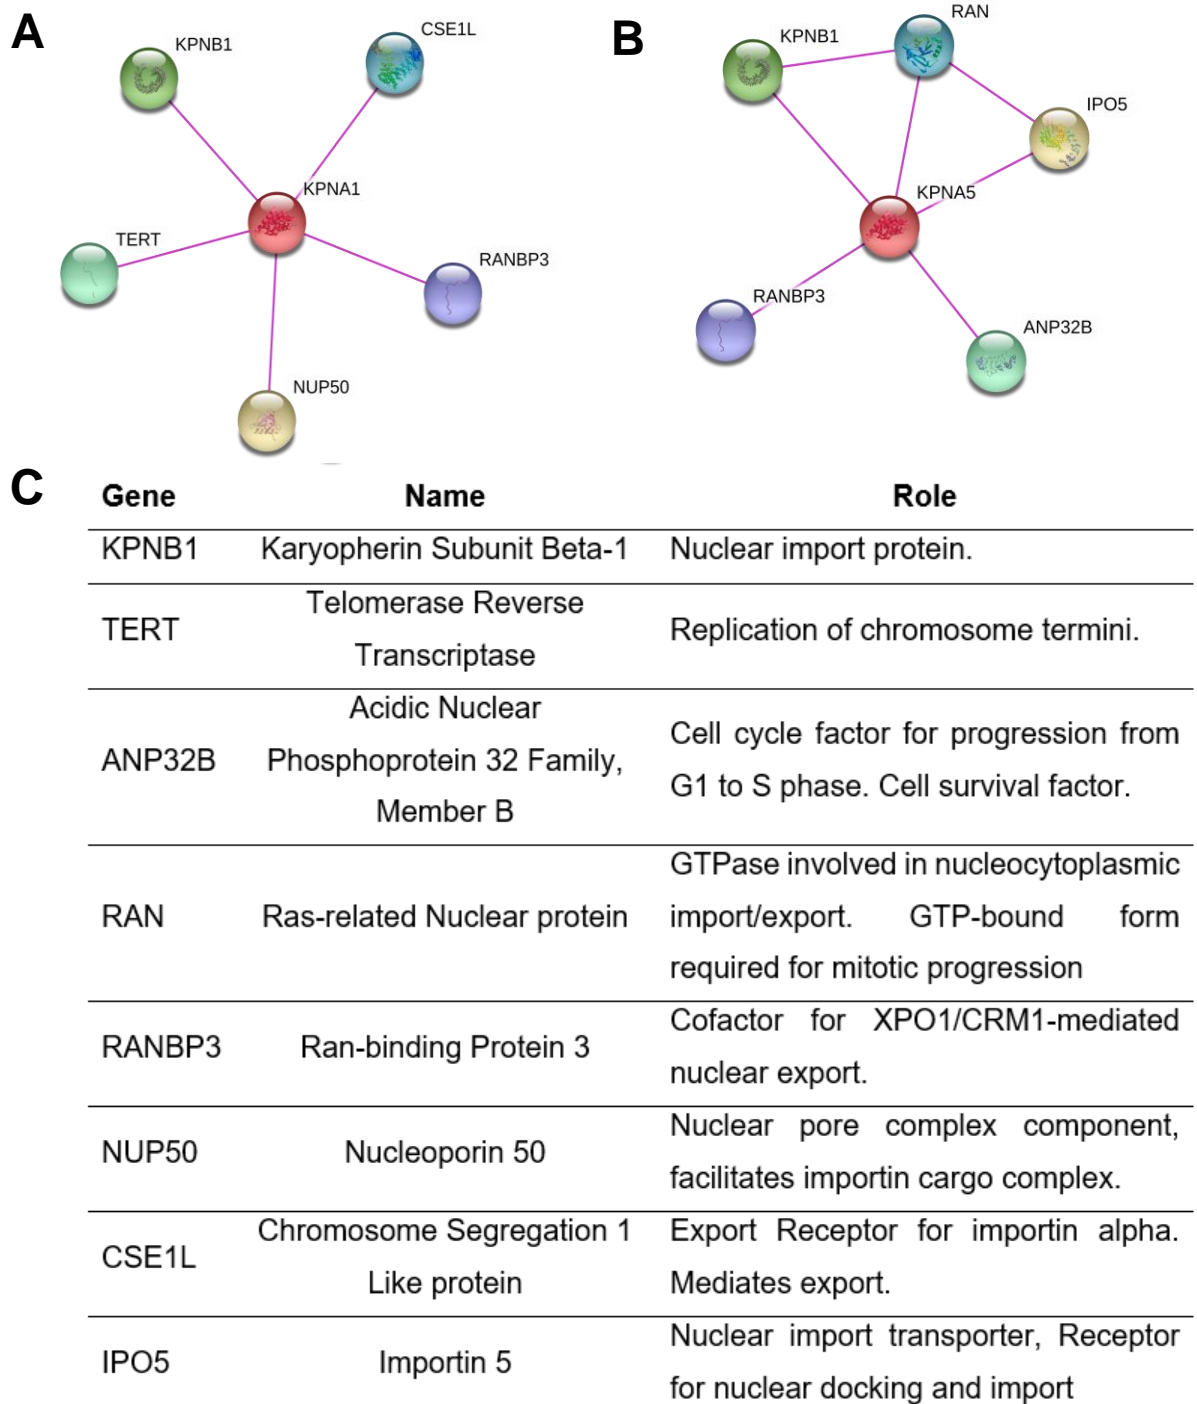 A
KPNB1
CSE1L
KPNA1
TERT
RANBP3
NUP50
B
RAN
KPNB1
IPO5
KPNA5
RANBP3
ANP32B
C
Gene Name Role
KPNB1 Karyopherin Subunit Beta-1 Nuclear import protein.
TERT Telomerase Reverse
Transcriptase Replication of chromosome termini.
ANP32B Acidic Nuclear
Phosphoprotein 32 Family,
Member B Cell cycle factor for progression from
G1 to S phase. Cell survival factor.
RAN Ras-related Nuclear protein GTPase involved in nucleocytoplasmic
import/export. GTP-bound form
required for mitotic progression
RANBP3 Ran-binding Protein 3 Cofactor for XPO1/CRM1-mediated
nuclear export.
NUP50 Nucleoporin 50 Nuclear pore complex component,
facilitates importin cargo complex.
CSE1L Chromosome Segregation 1
Like protein Export Receptor for importin alpha.
Mediates export.
IPO5 Importin 5 Nuclear import transporter, Receptor
for nuclear docking and import